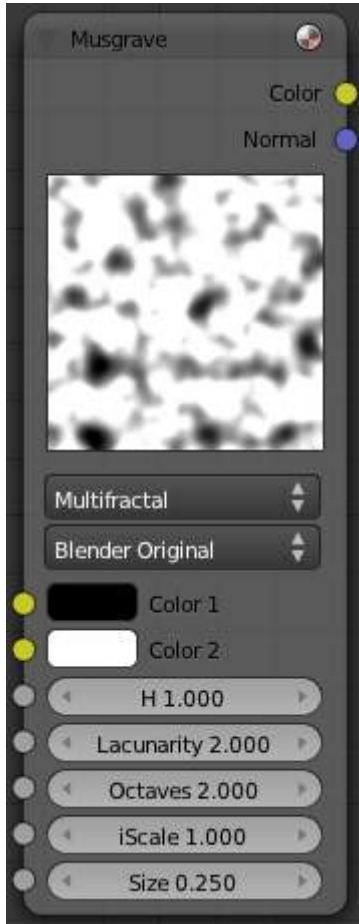 Musgrave
Color
Normal
Multifractal
Blender Original
Color 1
Color 2
H 1.000
Lacunarity 2.000
Octaves 2.000
iScale 1.000
Size 0.250